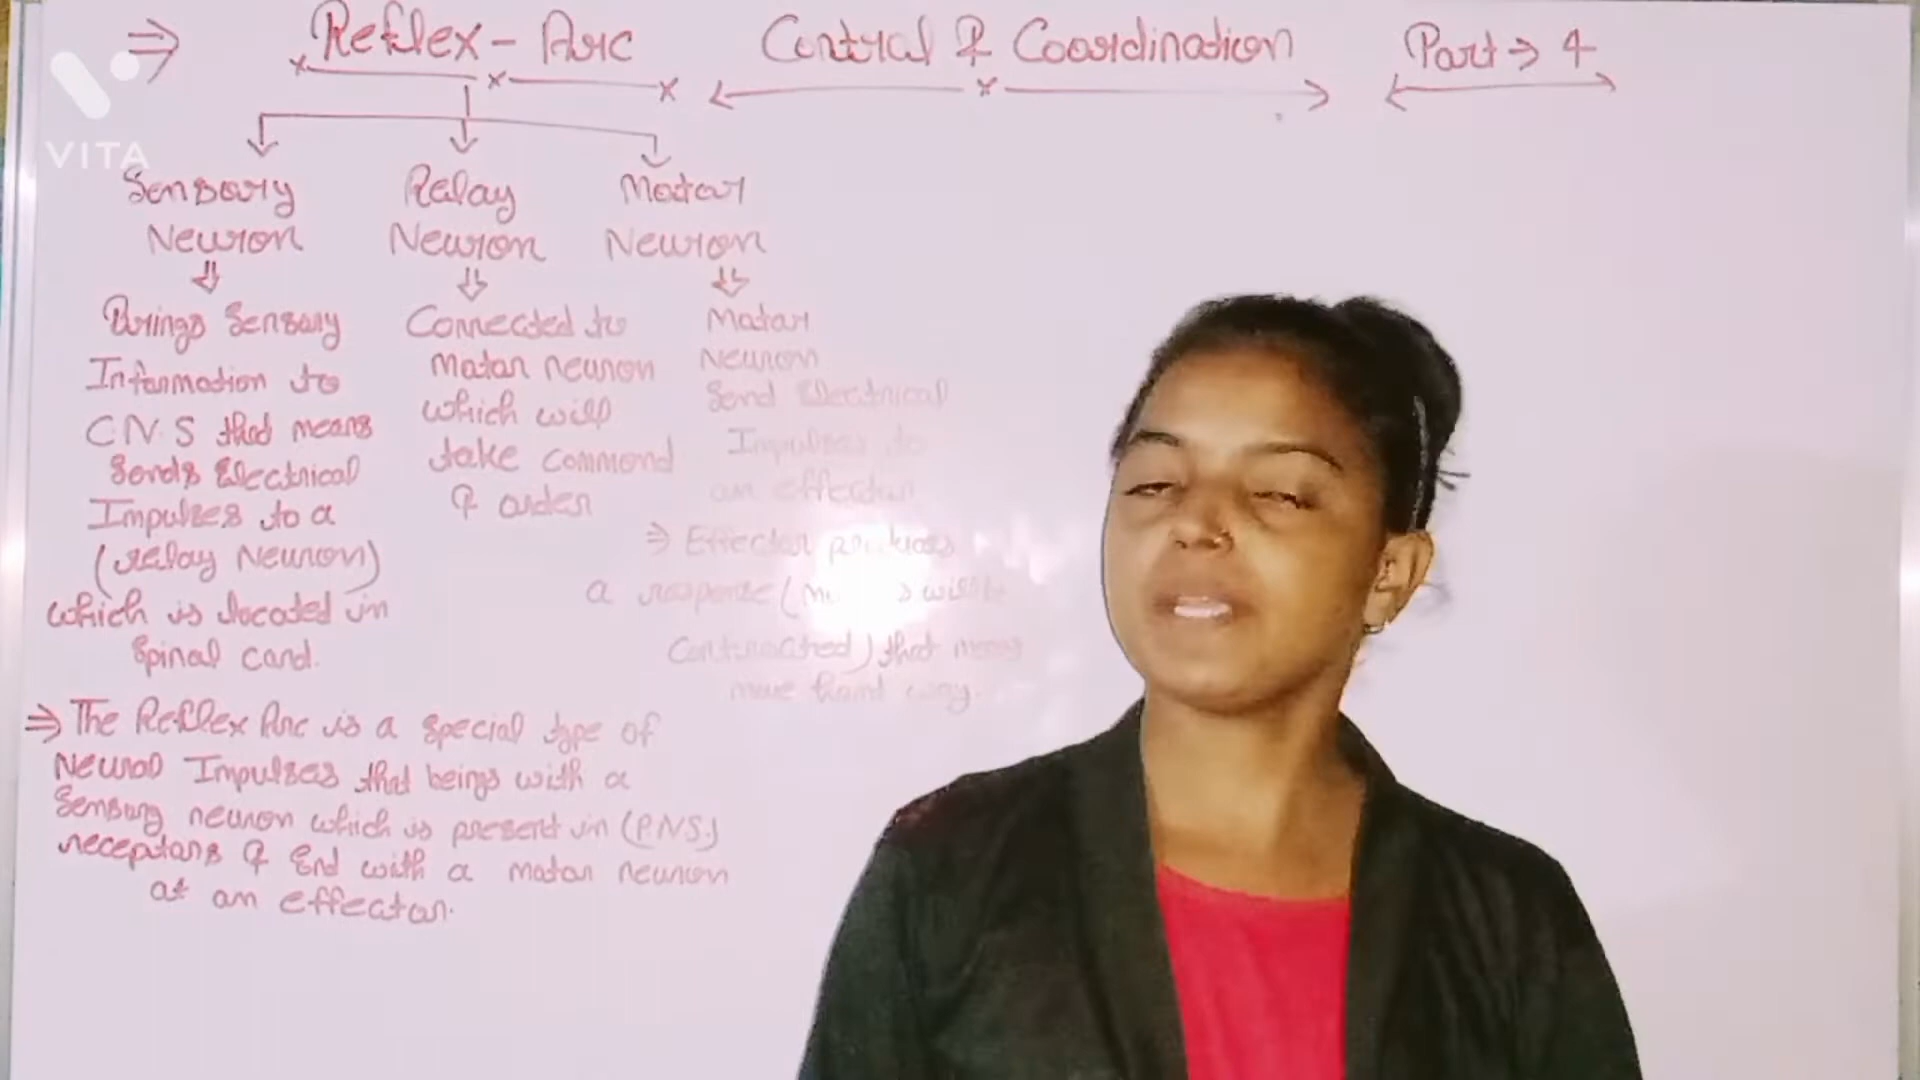 ⇒ Reflex - Arc Control & Coordination Part → 4
VITA
Sensory Neuron
Relay Neuron
Motor Neuron
Brings Sensory
Information to
C.N.S that means
Sends Electrical
Impulses to a
(relay Neuron)
which is located in
Spinal cord.
Connected to
motor neuron
which will
take commond
& order
Motor
Neuron
Send Electrical
Impulses to
an effector
⇒ Effector produces
a response (
Contracted) that means
move hand away.
⇒ The Reflex Arc is a special type of
Neural Impulses that beings with a
Sensory neuron which is present in (P.N.S.)
receptors & End with a motor neuron
at an effector.